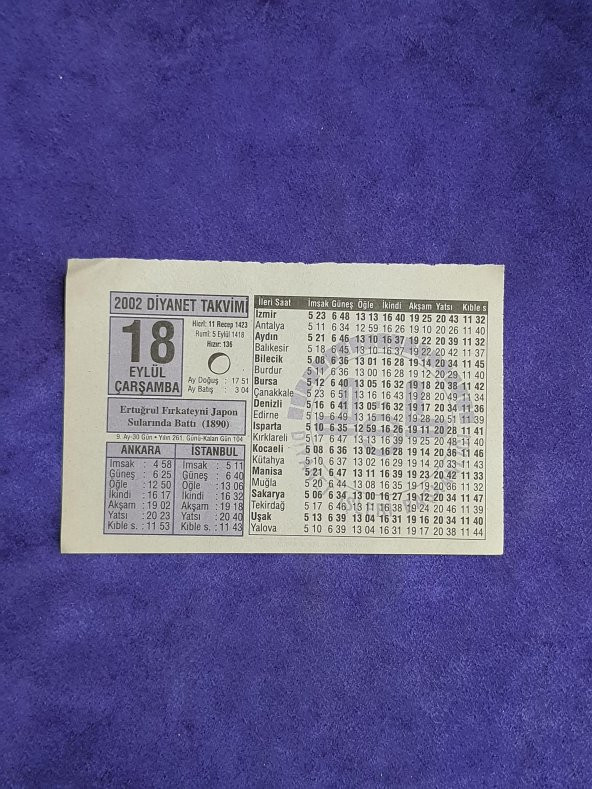 2002 DİYANET TAKVİMİ
18
EYLÜL
ÇARŞAMBA
Hicrî: 11 Recep 1423
Rumî: 5 Eylül 1418
Hızır: 136
Ay Doğuş : 17 51
Ay Batış : 3 04
Ertuğrul Fırkateyni Japon
Sularında Battı (1890)
9. Ay-30 Gün • Yılın 261. Günü-Kalan Gün 104
ANKARA
İmsak : 4 58
Güneş : 6 25
Öğle : 12 50
İkindi : 16 17
Akşam : 19 02
Yatsı : 20 23
Kıble s. : 11 53
İSTANBUL
İmsak : 5 11
Güneş : 6 40
Öğle : 13 06
İkindi : 16 32
Akşam : 19 18
Yatsı : 20 40
Kıble s. : 11 43
İleri Saat İmsak Güneş Öğle İkindi Akşam Yatsı Kıble s
İzmir 5 23 6 48 13 13 16 40 19 25 20 43 11 32
Antalya 5 11 6 34 12 59 16 26 19 10 20 26 11 40
Aydın 5 21 6 46 13 10 16 37 19 22 20 39 11 32
Balıkesir 5 18 6 45 13 10 16 37 19 22 20 42 11 37
Bilecik 5 08 6 36 13 01 16 28 19 14 20 34 11 45
Burdur 5 11 6 36 13 00 16 28 19 12 20 29 11 40
Bursa 5 12 6 40 13 05 16 32 19 18 20 38 11 42
Çanakkale 5 23 6 51 13 16 16 43 19 28
Denizli 5 16 6 41 13 05 16 32 19 17 20 34 11 36
Edirne 5 19 6 49 13 15 16 41 19 28 20 51 11 39
Isparta 5 10 6 35 12 59 16 26 19 11 20 28 11 41
Kırklareli 5 17 6 47 13 13 16 39 19 25 20 48 11 40
Kocaeli 5 08 6 36 13 02 16 28 19 14 20 36 11 46
Kütahya 5 10 6 37 13 02 16 29 19 14 20 33 11 43
Manisa 5 21 6 47 13 11 16 39 19 23 20 42 11 33
Muğla 5 20 6 44 13 08 16 35 19 19 20 36 11 32
Sakarya 5 06 6 34 13 00 16 27 19 12 20 34 11 47
Tekirdağ 5 17 6 46 13 11 16 38 19 24 20 46 11 39
Uşak 5 13 6 39 13 04 16 31 19 16 20 34 11 40
Yalova 5 10 6 39 13 04 16 31 19 17 20 38 11 44